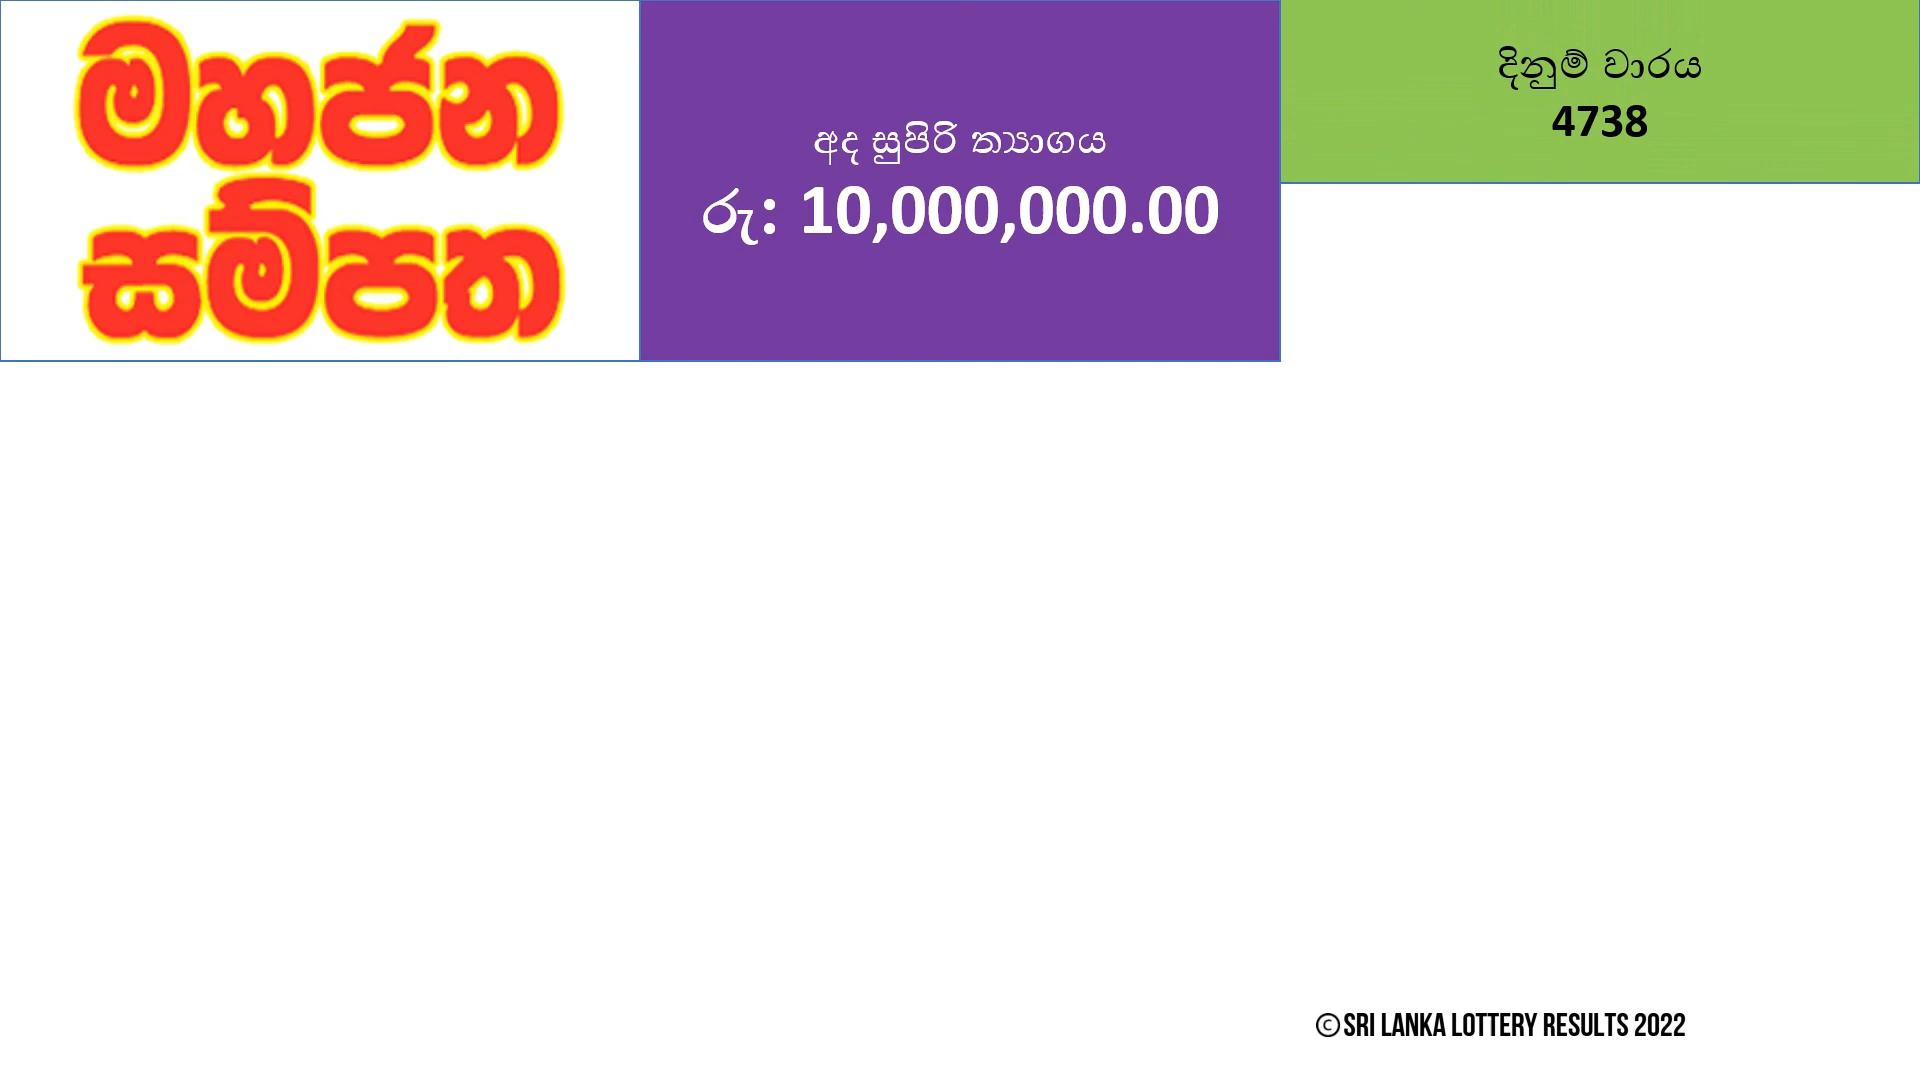 මහජන
සම්පත
අද සුපිරි ත්‍යාගය
රු: 10,000,000.00
දිනුම් වාරය
4738
© SRI LANKA LOTTERY RESULTS 2022